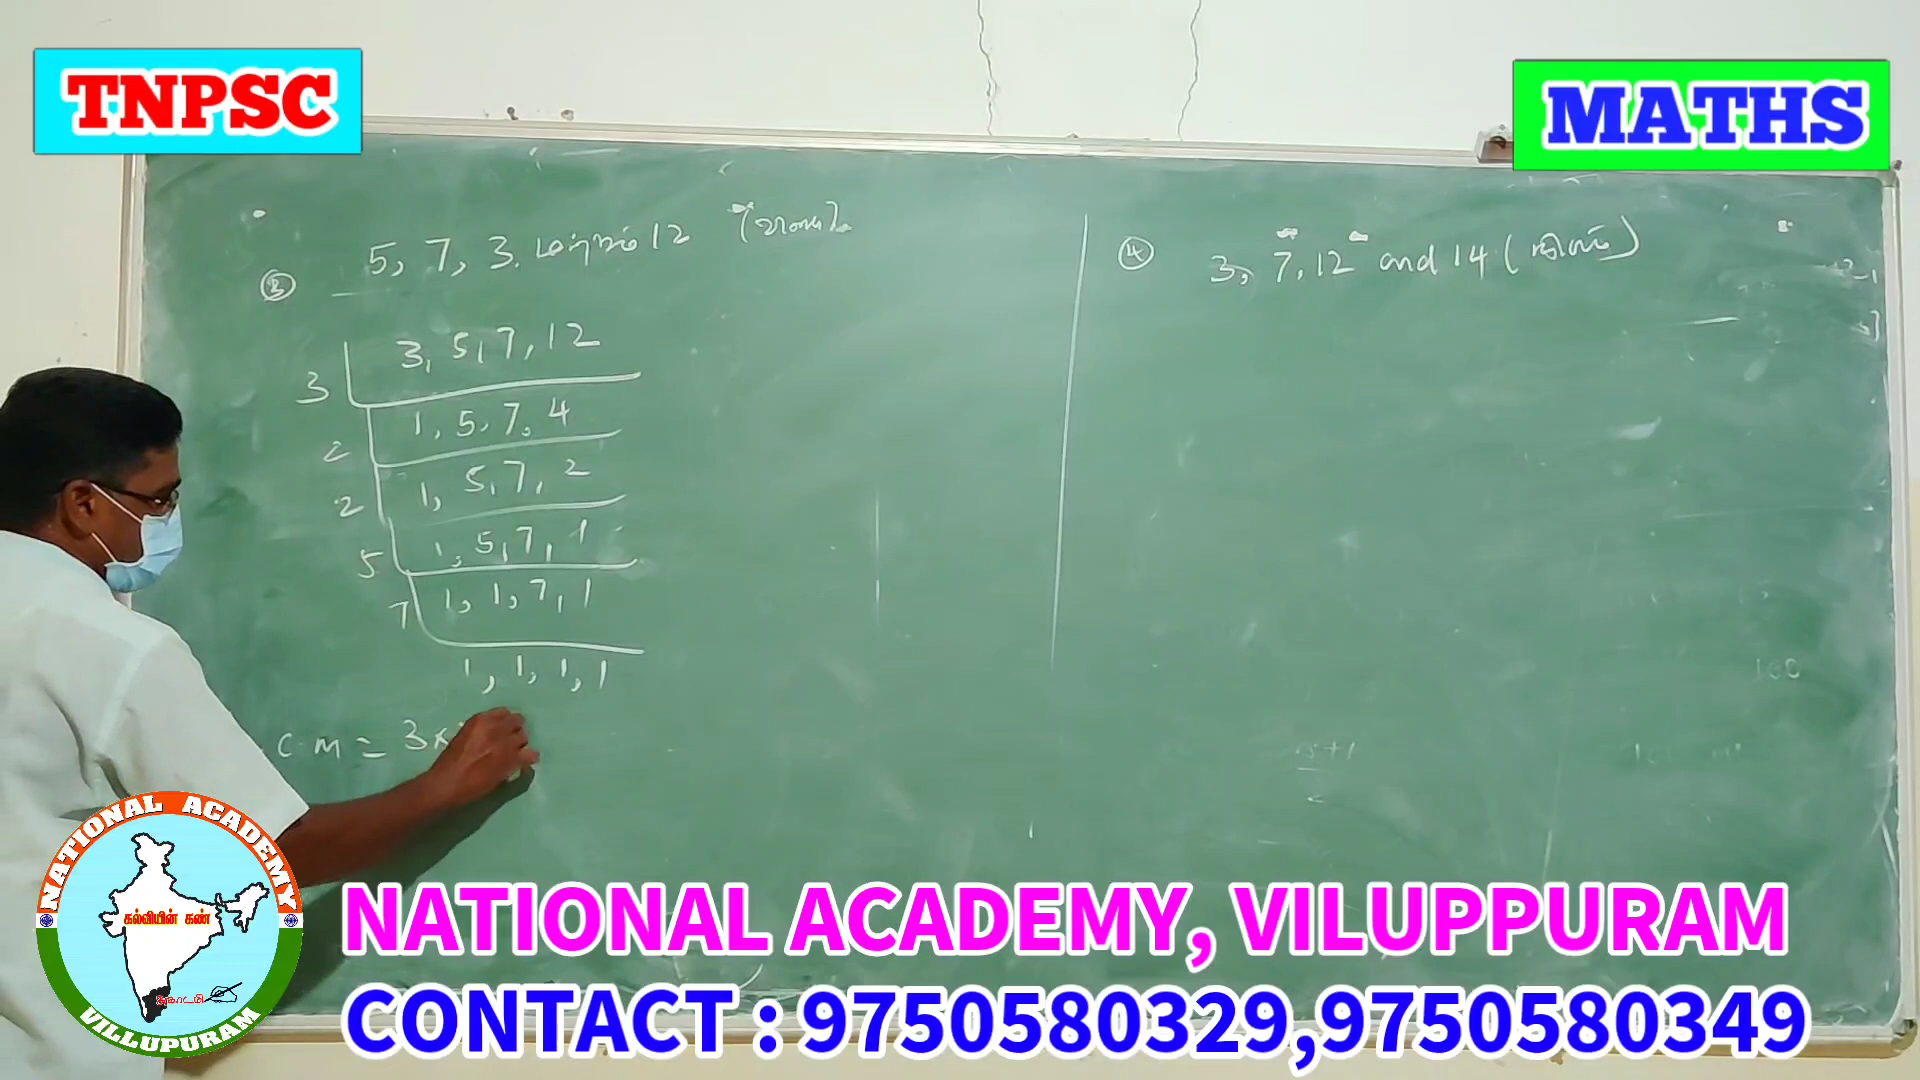 TNPSC
MATHS
③ 5, 7, 3. மற்றும் 12
3, 5, 7, 12
3
1, 5, 7, 4
2
1, 5, 7, 2
2
1, 5, 7, 1
5
1, 1, 7, 1
7
1, 1, 1, 1
. C. M = 3 x
④ 3, 7, 12 and 14
NATIONAL ACADEMY
கல்வியின் கண்
VILLUPURAM
NATIONAL ACADEMY, VILUPPURAM
CONTACT : 9750580329,9750580349